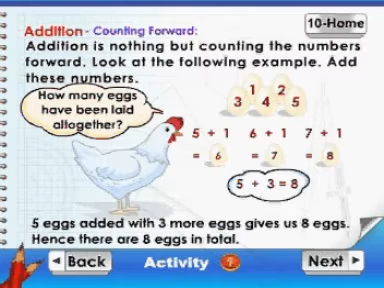 Addition - Counting Forward:
10-Home
Addition is nothing but counting the numbers
forward. Look at the following example. Add
these numbers.
How many eggs
have been laid
altogether?
1 2
3 4 5
5 + 1 6 + 1 7 + 1
= 6 = 7 = 8
5 + 3 = 8
5 eggs added with 3 more eggs gives us 8 eggs.
Hence there are 8 eggs in total.
Back Activity Next